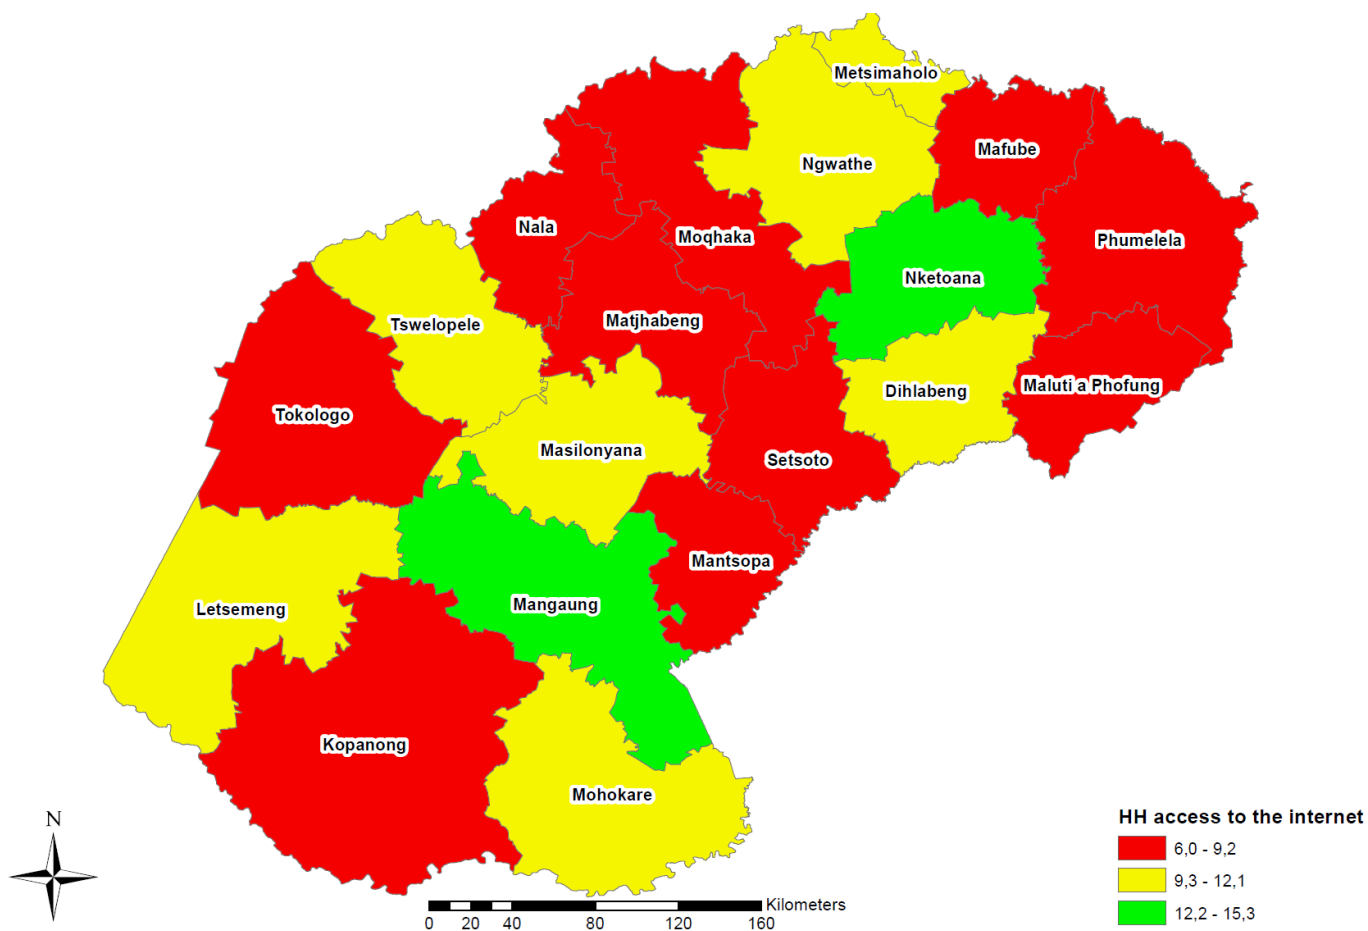 Metsimaholo
Mafube
Ngwathe
Nala
Moqhaka
Phumelela
Nketoana
Tswelopele
Matjhabeng
Maluti a Phofung
Dihlabeng
Tokologo
Masilonyana
Setsoto
Mantsopa
Mangaung
Letsemeng
Kopanong
Mohokare
N
HH access to the internet
6,0 - 9,2
9,3 - 12,1
12,2 - 15,3
Kilometers
0 20 40 80 120 160